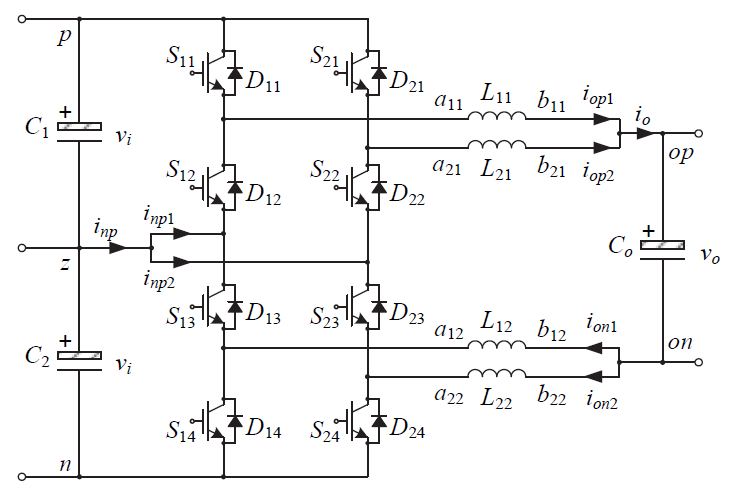 p
S11 D11 S21 D21
a11 L11 b11 iop1
io
+
C1 vi
op
a21 L21 b21 iop2
S12 D12 S22 D22
inp inp1
+
Co vo
z
inp2
S13 D13 S23 D23
a12 L12 b12 ion1
on
+
C2 vi
a22 L22 b22 ion2
S14 D14 S24 D24
n